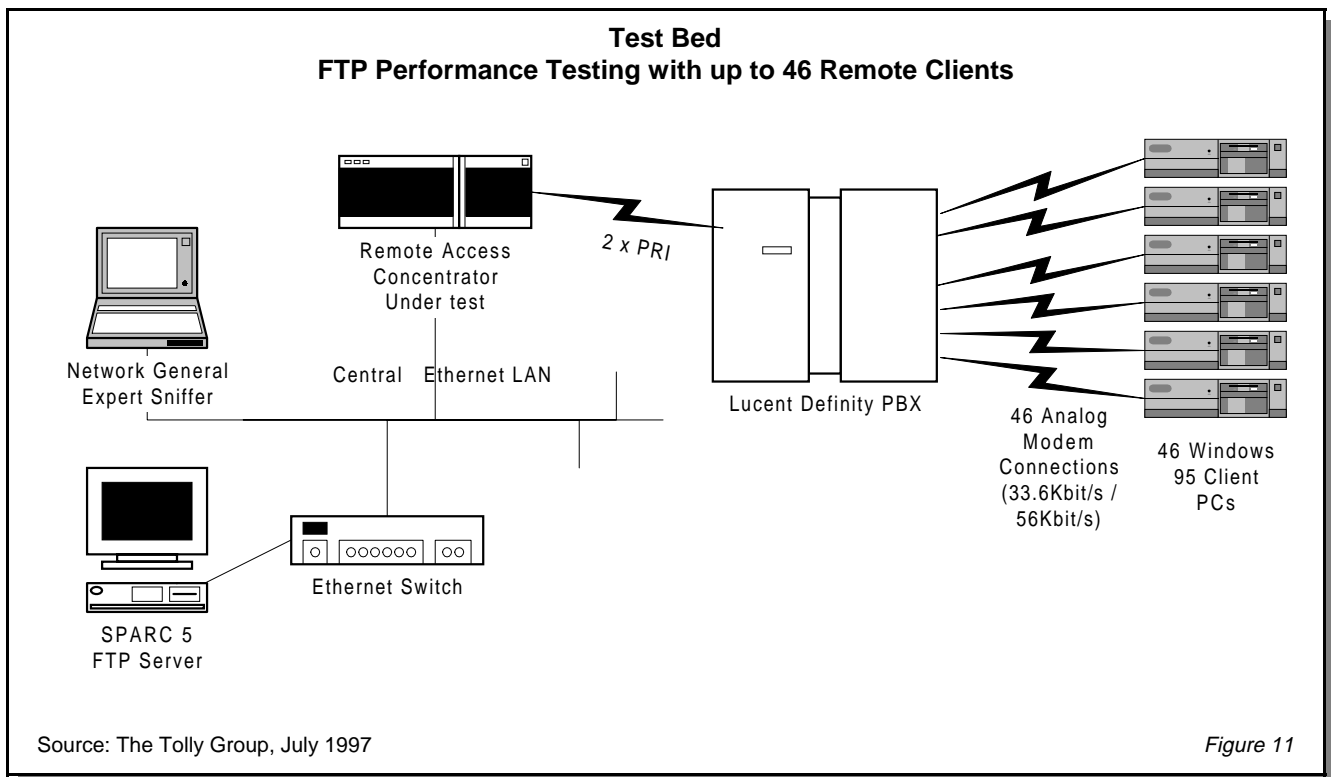 Test Bed
FTP Performance Testing with up to 46 Remote Clients
Remote Access
Concentrator
Under test
2 x PRI
Network General
Expert Sniffer
Central Ethernet LAN
Lucent Definity PBX
46 Analog
Modem
Connections
(33.6Kbit/s /
56Kbit/s)
46 Windows
95 Client
PCs
Ethernet Switch
SPARC 5
FTP Server
Source: The Tolly Group, July 1997
Figure 11